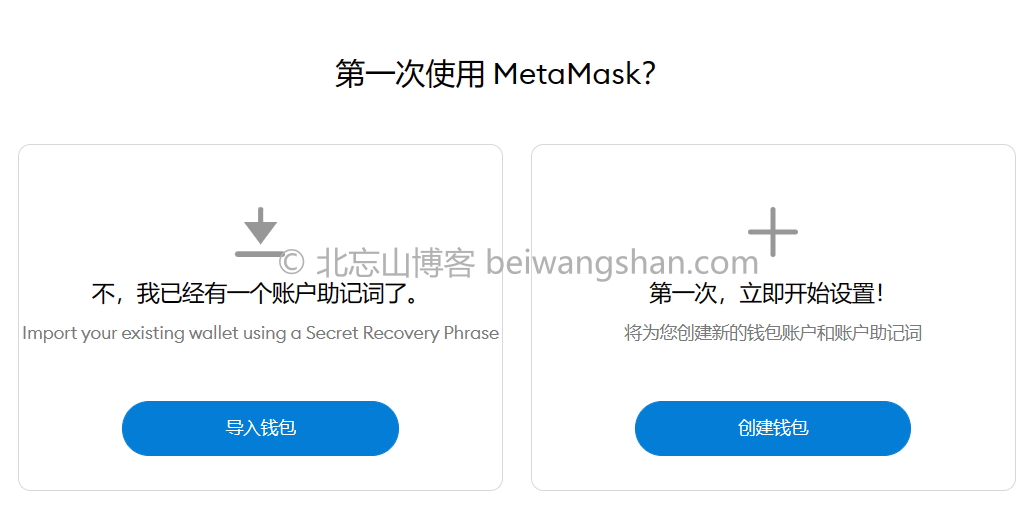 第一次使用 MetaMask？
© 北忘山博客 beiwangshan.com
不，我已经有一个账户助记词了。
Import your existing wallet using a Secret Recovery Phrase
导入钱包
第一次，立即开始设置！
将为您创建新的钱包账户和账户助记词
创建钱包